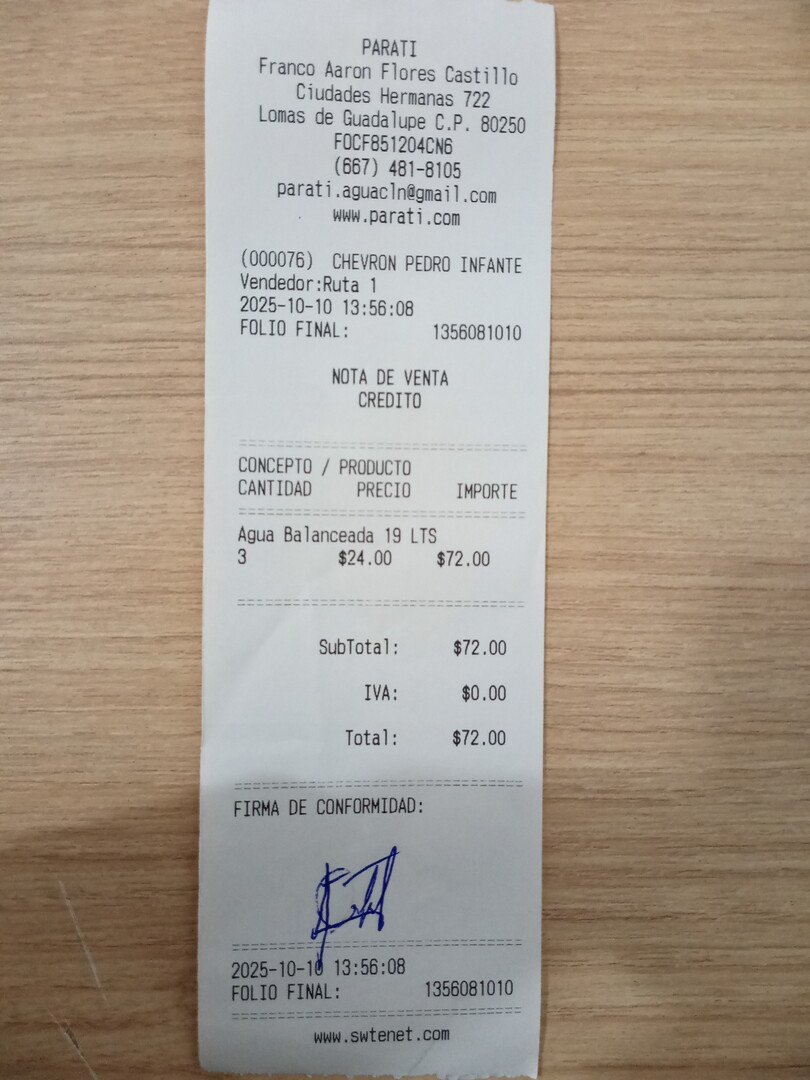 PARATI
Franco Aaron Flores Castillo
Ciudades Hermanas 722
Lomas de Guadalupe C.P. 80250
FOCF851204CN6
(667) 481-8105
parati.aguacln@gmail.com
www.parati.com
(000076) CHEVRON PEDRO INFANTE
Vendedor:Ruta 1
2025-10-10 13:56:08
FOLIO FINAL: 1356081010
NOTA DE VENTA
CREDITO
CONCEPTO / PRODUCTO
CANTIDAD PRECIO IMPORTE
Agua Balanceada 19 LTS
3 $24.00 $72.00
SubTotal: $72.00
IVA: $0.00
Total: $72.00
FIRMA DE CONFORMIDAD:
2025-10-10 13:56:08
FOLIO FINAL: 1356081010
www.swtenet.com